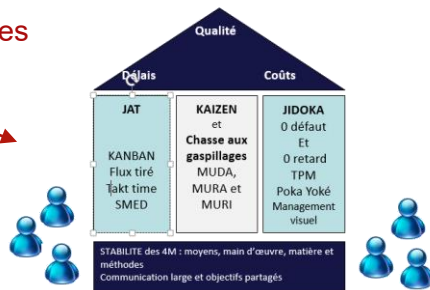 es
Qualité
Délais
Coûts
JAT
KANBAN
Flux tiré
Takt time
SMED
KAIZEN
et
Chasse aux
gaspillages
MUDA,
MURA et
MURI
JIDOKA
0 défaut
Et
0 retard
TPM
Poka Yoké
Management
visuel
STABILITE des 4M : moyens, main d'œuvre, matière et
méthodes
Communication large et objectifs partagés